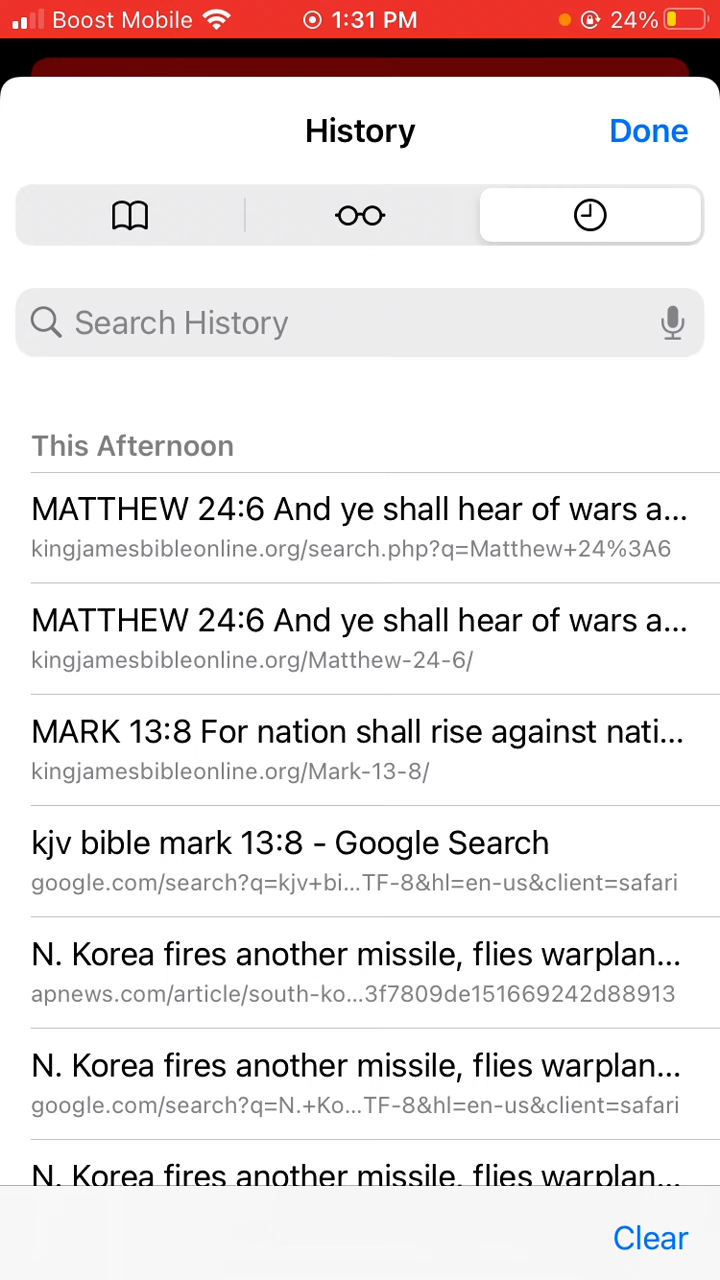 Boost Mobile 1:31 PM 24%
History Done
Search History
This Afternoon
MATTHEW 24:6 And ye shall hear of wars a...
kingjamesbibleonline.org/search.php?q=Matthew+24%3A6
MATTHEW 24:6 And ye shall hear of wars a...
kingjamesbibleonline.org/Matthew-24-6/
MARK 13:8 For nation shall rise against nati...
kingjamesbibleonline.org/Mark-13-8/
kjv bible mark 13:8 - Google Search
google.com/search?q=kjv+bi...TF-8&hl=en-us&client=safari
N. Korea fires another missile, flies warplan...
apnews.com/article/south-ko...3f7809de151669242d88913
N. Korea fires another missile, flies warplan...
google.com/search?q=N.+Ko...TF-8&hl=en-us&client=safari
N. Korea fires another missile, flies warplan...
Clear